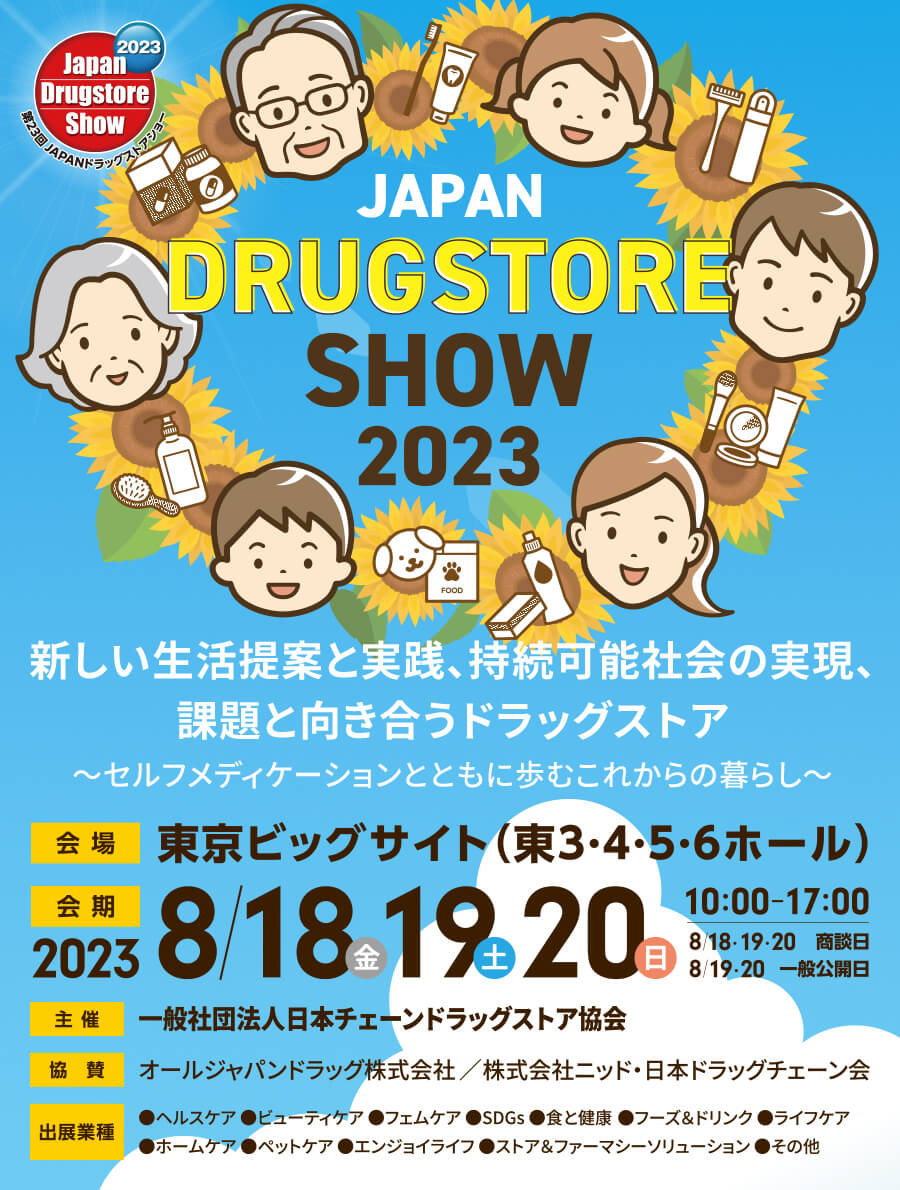 2023
Japan
Drugstore
Show
第23回 JAPANドラッグストアショー
JAPAN
DRUGSTORE
SHOW
2023
FOOD
新しい生活提案と実践、持続可能社会の実現、
課題と向き合うドラッグストア
～セルフメディケーションとともに歩むこれからの暮らし～
会場 東京ビッグサイト（東3・4・5・6ホール）
会期 2023 8/18金 19土 20日 10:00-17:00
8/18・19・20 商談日
8/19・20 一般公開日
主催 一般社団法人日本チェーンドラッグストア協会
協賛 オールジャパンドラッグ株式会社／株式会社ニッド・日本ドラッグチェーン会
出展業種 ●ヘルスケア ●ビューティケア ●フェムケア ●SDGs ●食と健康 ●フーズ&ドリンク ●ライフケア
●ホームケア ●ペットケア ●エンジョイライフ ●ストア&ファーマシーソリューション ●その他